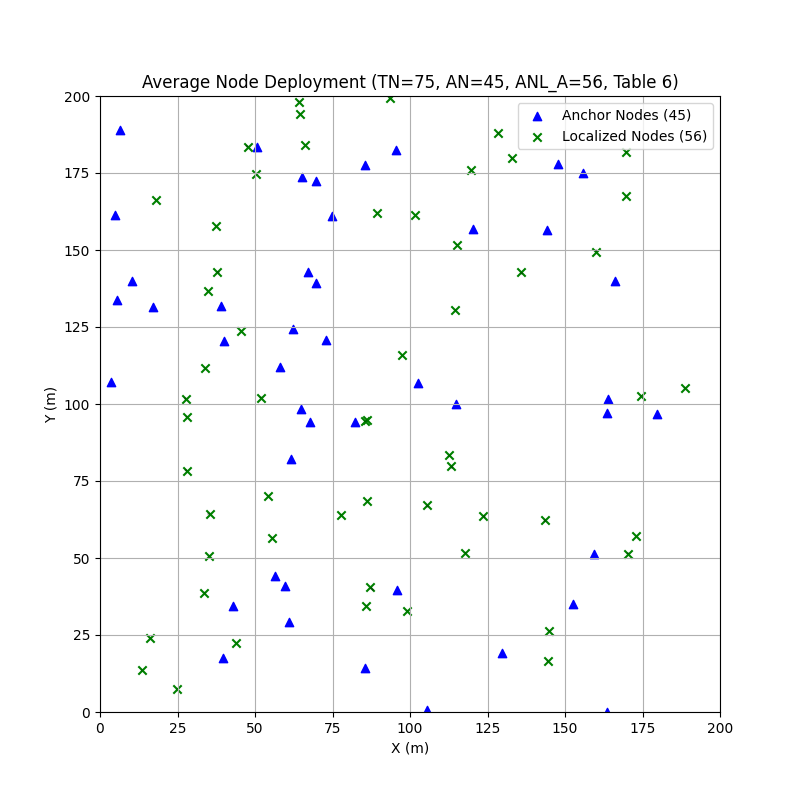 Average Node Deployment (TN=75, AN=45, ANL_A=56, Table 6)
Anchor Nodes (45)
Localized Nodes (56)
200
175
150
125
100
75
50
25
0
Y (m)
0 25 50 75 100 125 150 175 200
X (m)